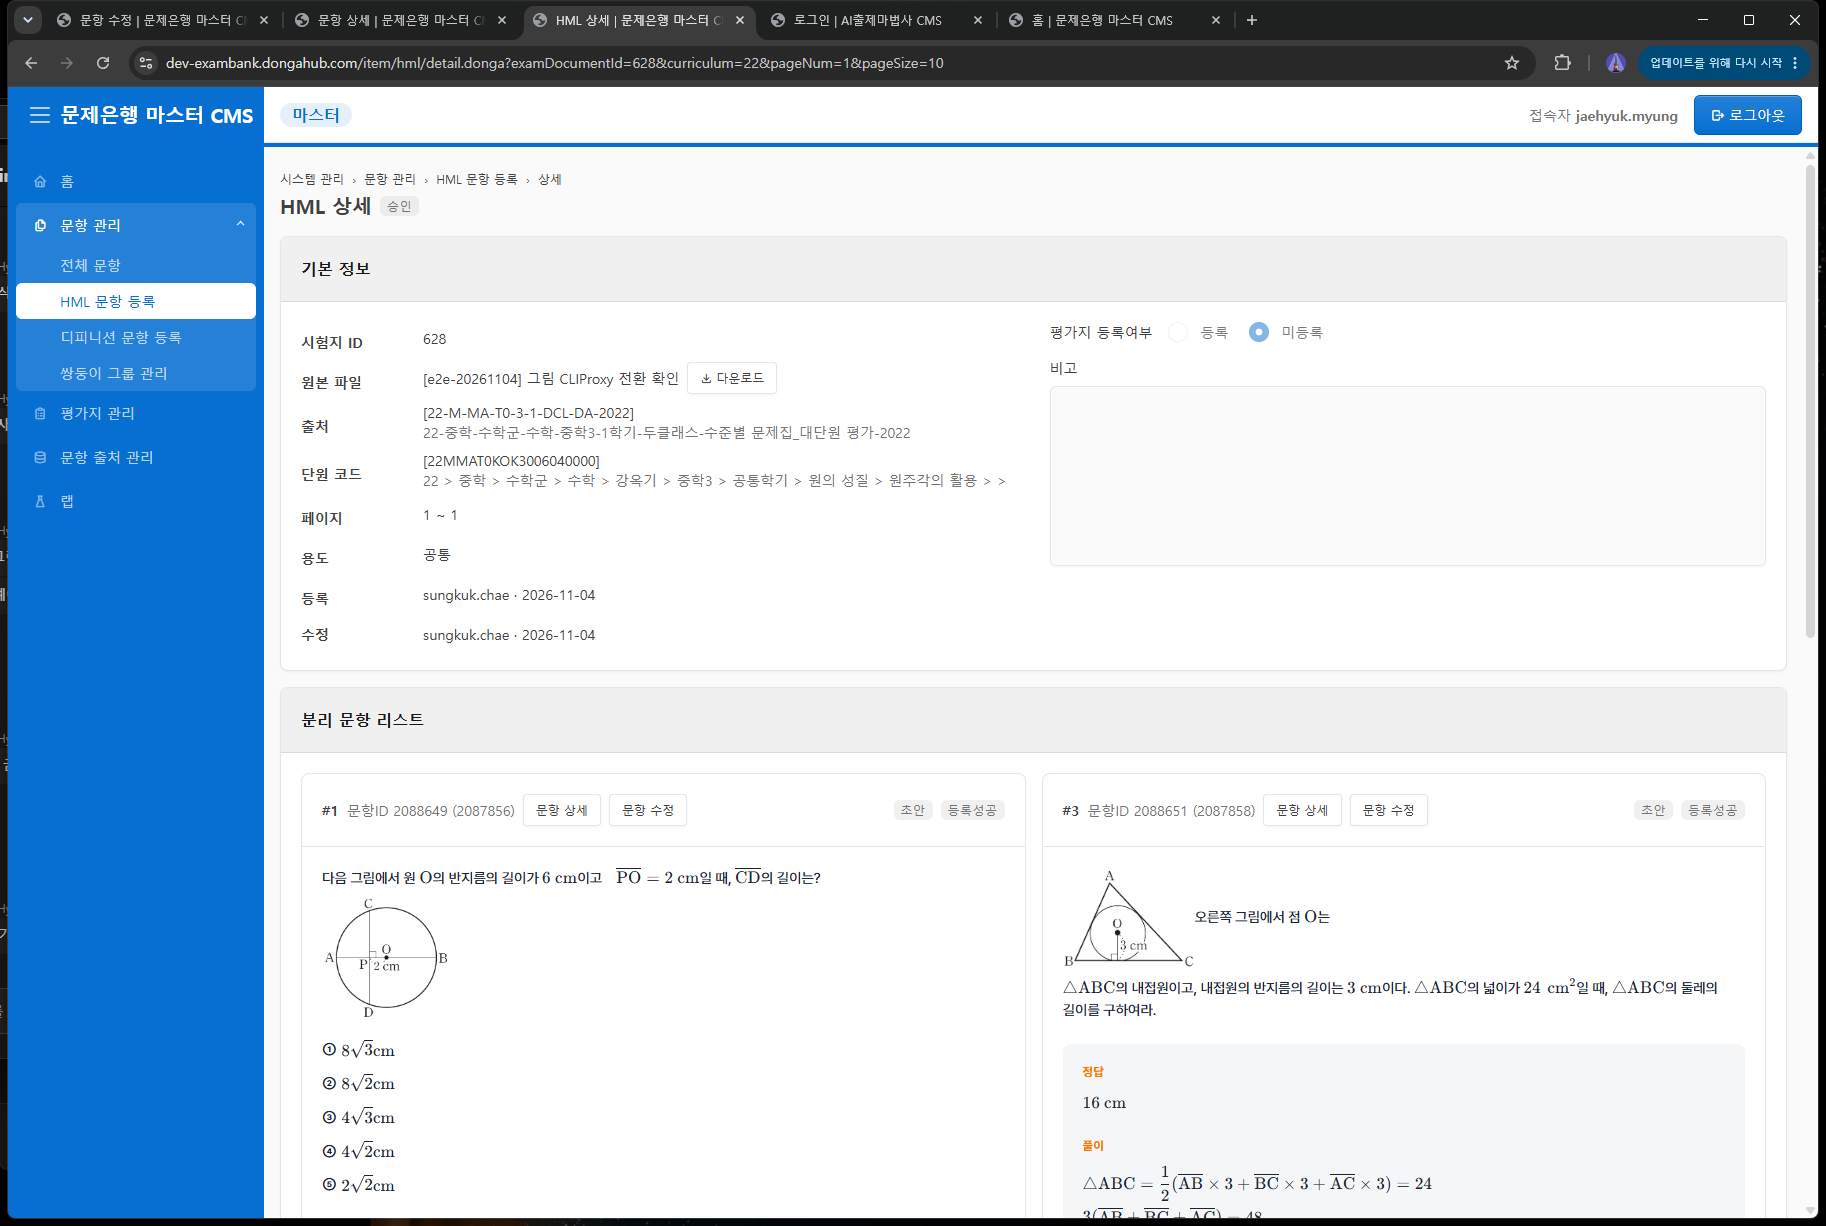 문항 수정 | 문제은행 마스터 C
문항 상세 | 문제은행 마스터 C
HML 상세 | 문제은행 마스터 C
로그인 | AI출제마법사 CMS
홈 | 문제은행 마스터 CMS
dev-exambank.dongahub.com/item/hml/detail.donga?examDocumentId=628&curriculum=22&pageNum=1&pageSize=10
업데이트를 위해 다시 시작
문제은행 마스터 CMS
마스터
접속자 jaehyuk.myung
로그아웃
홈
문항 관리
전체 문항
HML 문항 등록
디피니션 문항 등록
쌍둥이 그룹 관리
평가지 관리
문항 출처 관리
랩
시스템 관리 › 문항 관리 › HML 문항 등록 › 상세
HML 상세 승인
기본 정보
시험지 ID 628
원본 파일 [e2e-20261104] 그림 CLIProxy 전환 확인 다운로드
출처 [22-M-MA-T0-3-1-DCL-DA-2022]
22-중학-수학군-수학-중학3-1학기-두클래스-수준별 문제집_대단원 평가-2022
단원 코드 [22MMAT0KOK3006040000]
22 > 중학 > 수학군 > 수학 > 강옥기 > 중학3 > 공통학기 > 원의 성질 > 원주각의 활용 > >
페이지 1 ~ 1
용도 공통
등록 sungkuk.chae · 2026-11-04
수정 sungkuk.chae · 2026-11-04
평가지 등록여부 등록 미등록
비고
분리 문항 리스트
#1 문항ID 2088649 (2087856) 문항 상세 문항 수정 초안 등록성공
다음 그림에서 원 O의 반지름의 길이가 6 cm이고 P̅O̅ = 2 cm일 때, C̅D̅의 길이는?
C
A
O
B
P
2 cm
D
① 8√3cm
② 8√2cm
③ 4√3cm
④ 4√2cm
⑤ 2√2cm
#3 문항ID 2088651 (2087858) 문항 상세 문항 수정 초안 등록성공
A
O
3 cm
B
C
오른쪽 그림에서 점 O는
△ABC의 내접원이고, 내접원의 반지름의 길이는 3 cm이다. △ABC의 넓이가 24 cm²일 때, △ABC의 둘레의
길이를 구하여라.
정답
16 cm
풀이
△ABC = 1/2(A̅B̅ × 3 + B̅C̅ × 3 + A̅C̅ × 3) = 24
3(A̅B̅ + B̅C̅ + A̅C̅) = 48